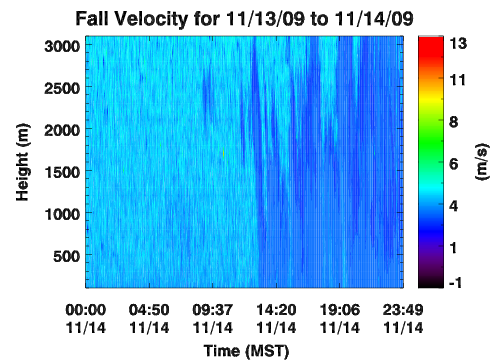 Fall Velocity for 11/13/09 to 11/14/09
3000
2500
2000
1500
1000
500
Height (m)
00:00 04:50 09:37 14:20 19:06 23:49
11/14 11/14 11/14 11/14 11/14 11/14
Time (MST)
13
11
8
6
4
1
-1
(m/s)